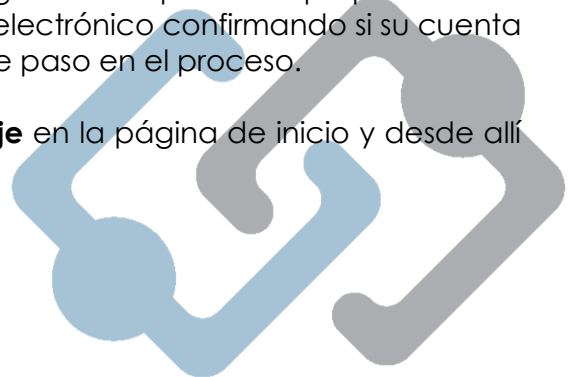 electrónico confirmando si su cuenta
e paso en el proceso.
je en la página de inicio y desde allí